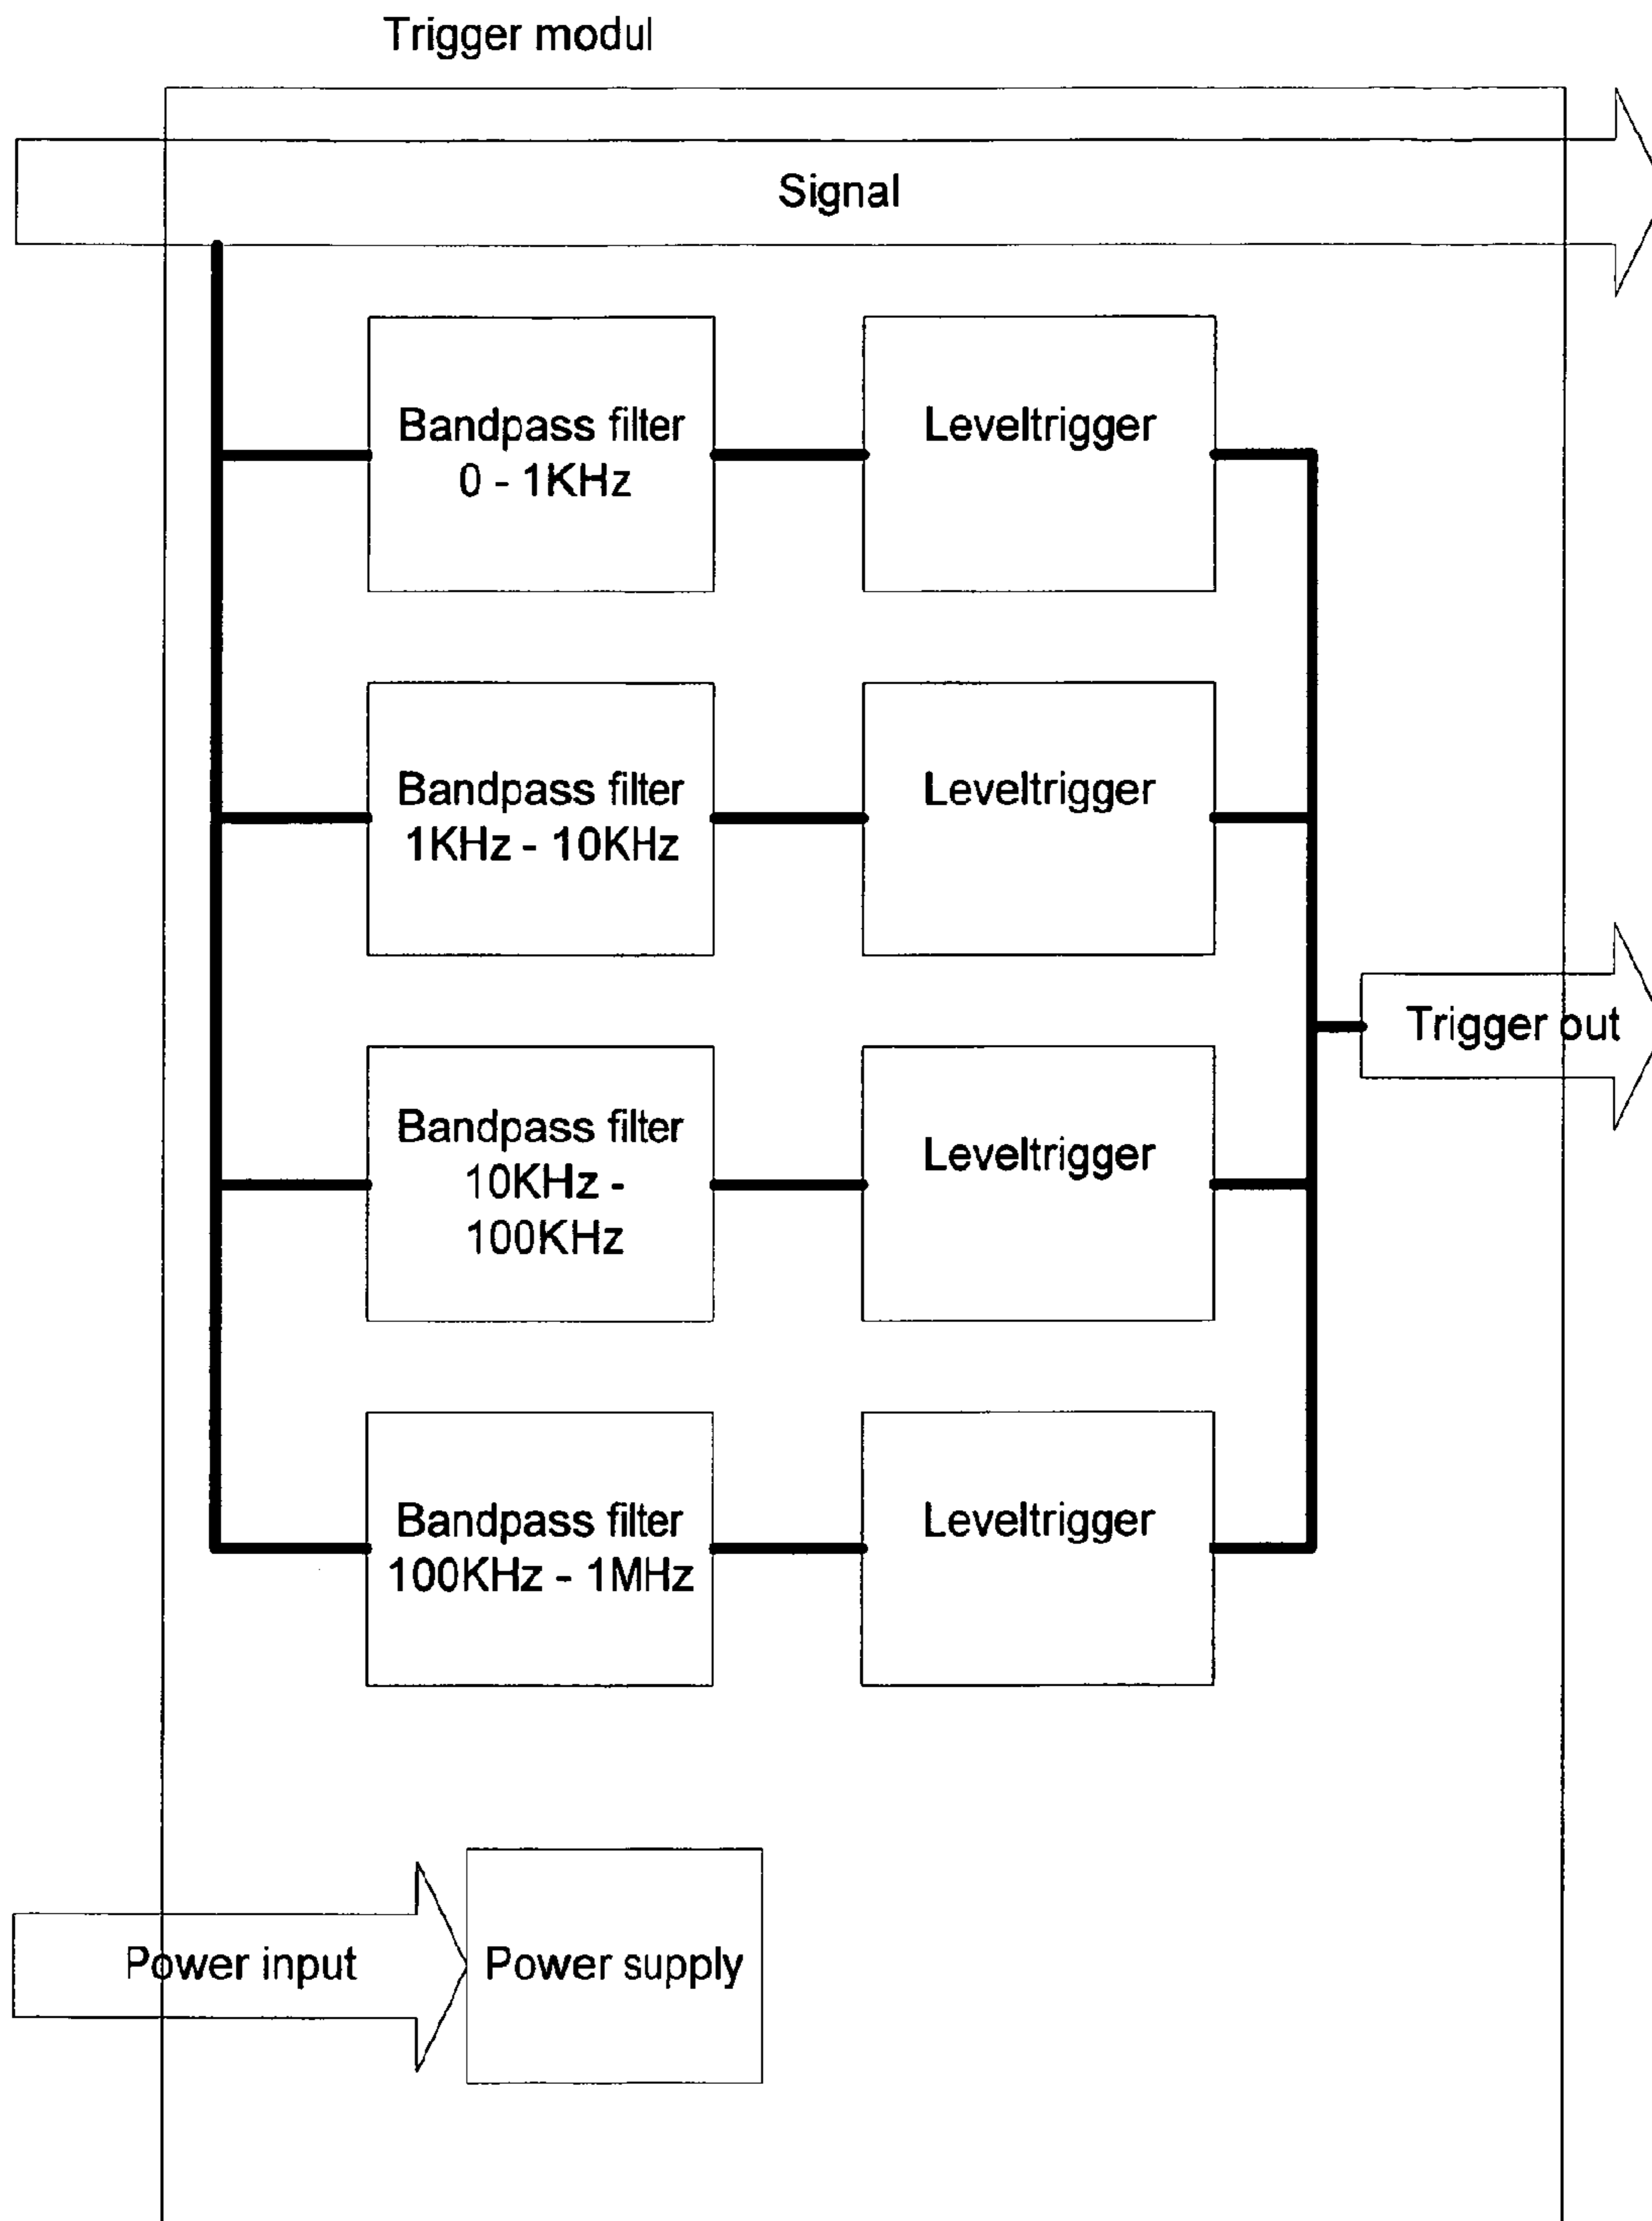 Trigger modul
Signal
Bandpass filter
0 - 1KHz
Leveltrigger
Bandpass filter
1KHz - 10KHz
Leveltrigger
Trigger out
Bandpass filter
10KHz -
100KHz
Leveltrigger
Bandpass filter
100KHz - 1MHz
Leveltrigger
Power input
Power supply